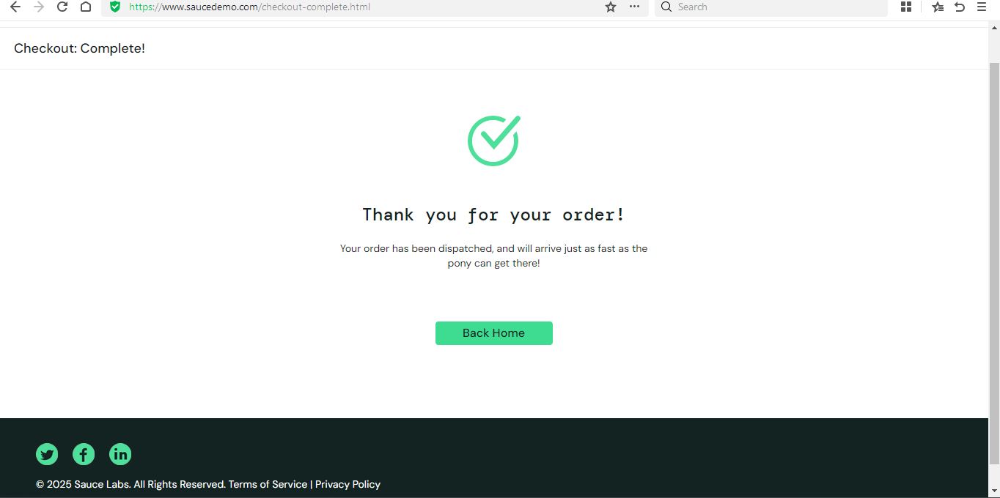 https://www.saucedemo.com/checkout-complete.html
Search
Checkout: Complete!
Thank you for your order!
Your order has been dispatched, and will arrive just as fast as the
pony can get there!
Back Home
© 2025 Sauce Labs. All Rights Reserved. Terms of Service | Privacy Policy